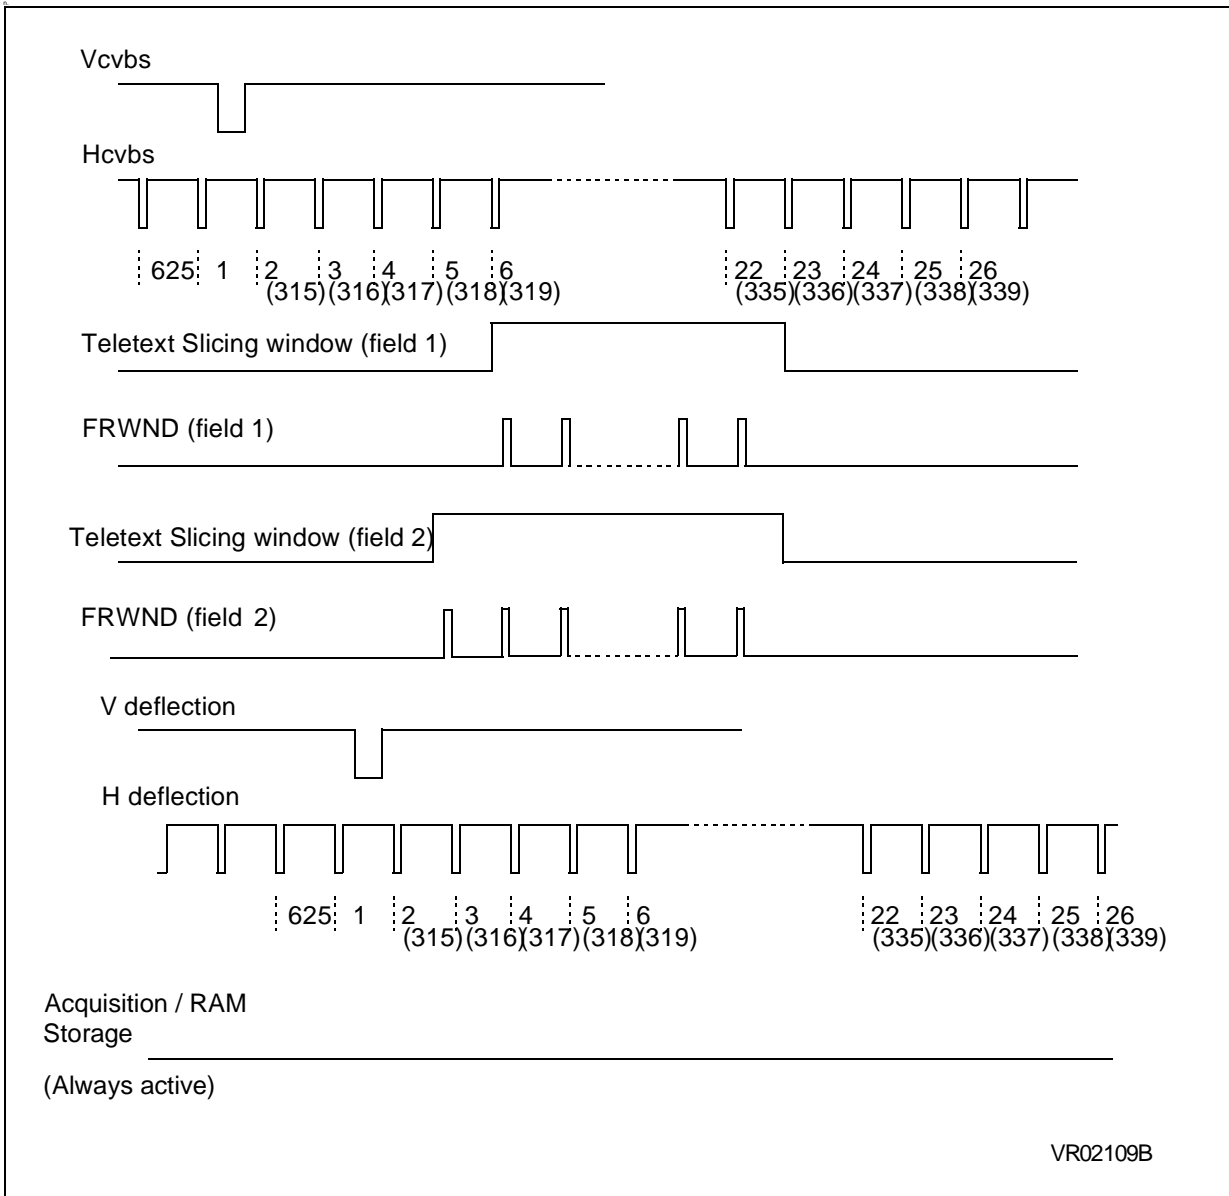 Vcvbs
Hcvbs
625 1 2 3 4 5 6 22 23 24 25 26
(315) (316) (317) (318) (319) (335) (336) (337) (338) (339)
Teletext Slicing window (field 1)
FRWND (field 1)
Teletext Slicing window (field 2)
FRWND (field 2)
V deflection
H deflection
625 1 2 3 4 5 6 22 23 24 25 26
(315) (316) (317) (318) (319) (335) (336) (337) (338) (339)
Acquisition / RAM
Storage
(Always active)
VR02109B